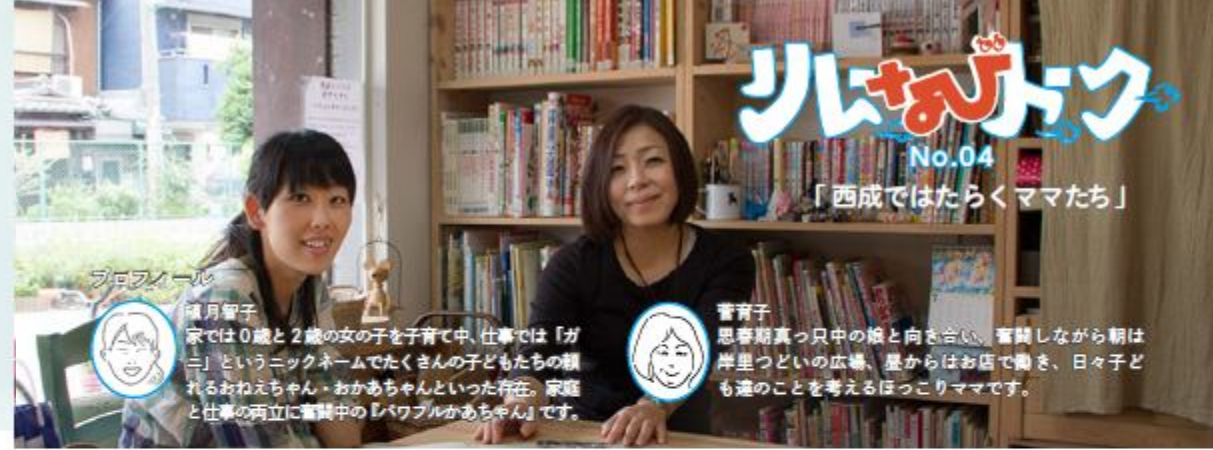 リレなびトーク
No.04
「西成ではたらくママたち」
プロフィール
望月智子
家では0歳と2歳の女の子を子育て中、仕事では「ガ
ニ」というニックネームでたくさんの子どもたちの頼
れるおねえちゃん・おかあちゃんといった存在。家庭
と仕事の両立に奮闘中の『パワフルかあちゃん』です。
菅育子
思春期真っ只中の娘と向き合い、奮闘しながら朝は
岸里つどいの広場、昼からはお店で働き、日々子ど
も達のことを考えるほっこりママです。